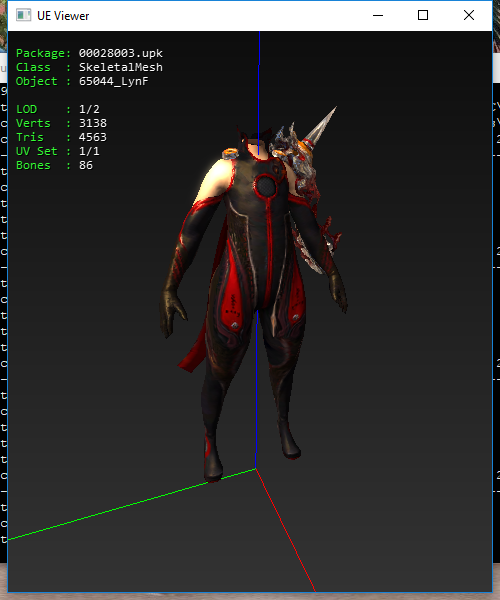 UE Viewer
Package: 00028003.upk
Class : SkeletalMesh
Object : 65044_LynF
LOD : 1/2
Verts : 3138
Tris : 4563
UV Set : 1/1
Bones : 86